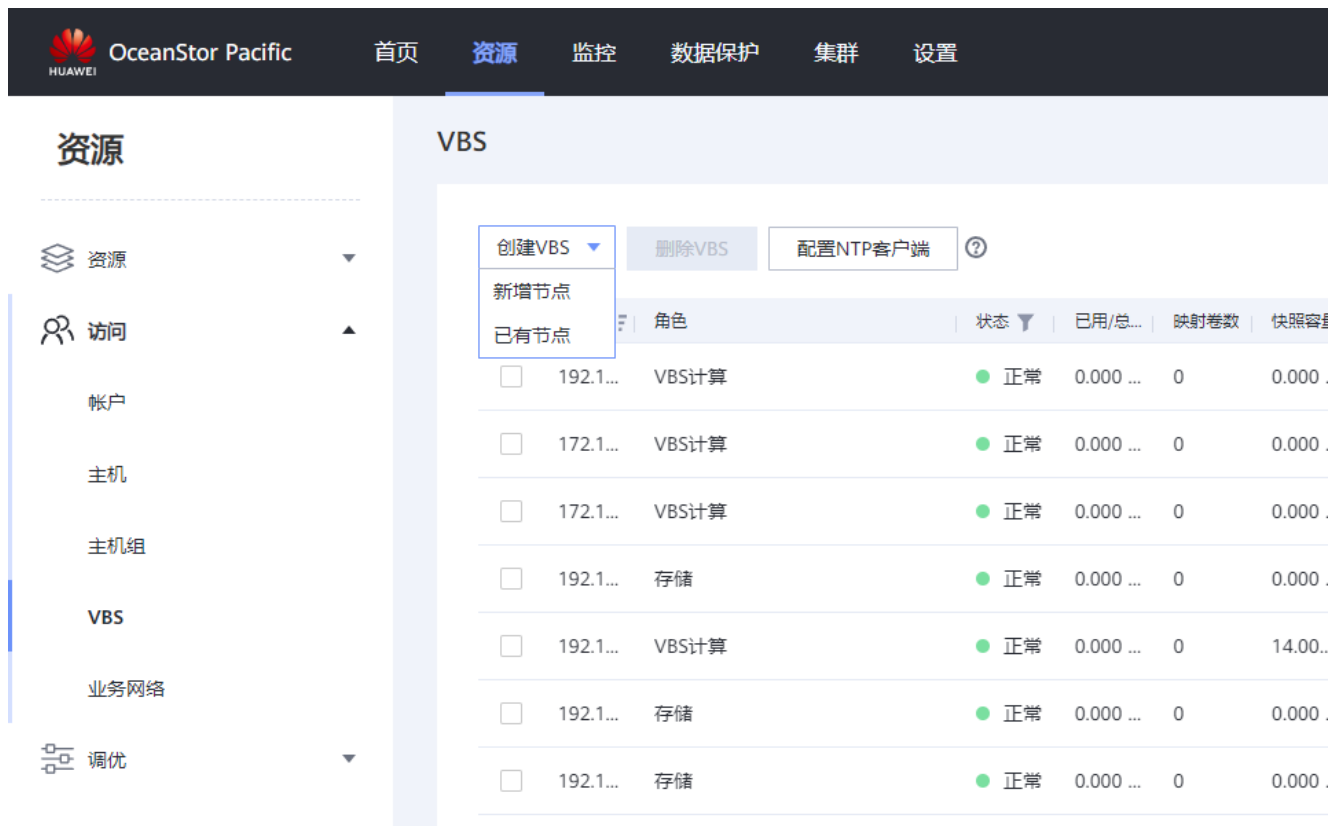 HUAWEI OceanStor Pacific 首页 资源 监控 数据保护 集群 设置
资源
资源
访问
帐户
主机
主机组
VBS
业务网络
调优
VBS
创建VBS 删除VBS 配置NTP客户端 ?
新增节点
已有节点
角色 状态 已用/总... 映射卷数 快照容量
192.1... VBS计算 正常 0.000 ... 0 0.000 .
172.1... VBS计算 正常 0.000 ... 0 0.000 .
172.1... VBS计算 正常 0.000 ... 0 0.000 .
192.1... 存储 正常 0.000 ... 0 0.000 .
192.1... VBS计算 正常 0.000 ... 0 14.00..
192.1... 存储 正常 0.000 ... 0 0.000 .
192.1... 存储 正常 0.000 ... 0 0.000 .